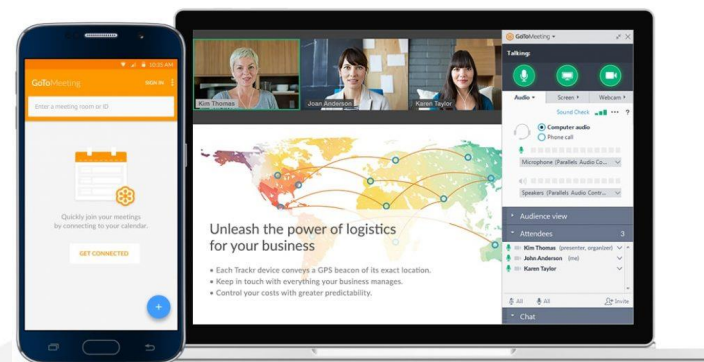 10:35 AM
GoToMeeting
SIGN IN
Enter a meeting room or ID
Quickly join your meetings
by connecting to your calendar.
GET CONNECTED
+
Kim Thomas
Joan Anderson
Karen Taylor
Unleash the power of logistics
for your business
• Each Trackr device conveys a GPS beacon of its exact location.
• Keep in touch with everything your business manages.
• Control your costs with greater predictability.
GoToMeeting
Talking:
Audio
Screen
Webcam
Sound Check
?
Computer audio
Phone call
Microphone (Parallels Audio Co...
Speakers (Parallels Audio Contr...
Audience view
Attendees 3
Kim Thomas (presenter, organizer)
John Anderson (me)
Karen Taylor
All
All
Invite
Chat